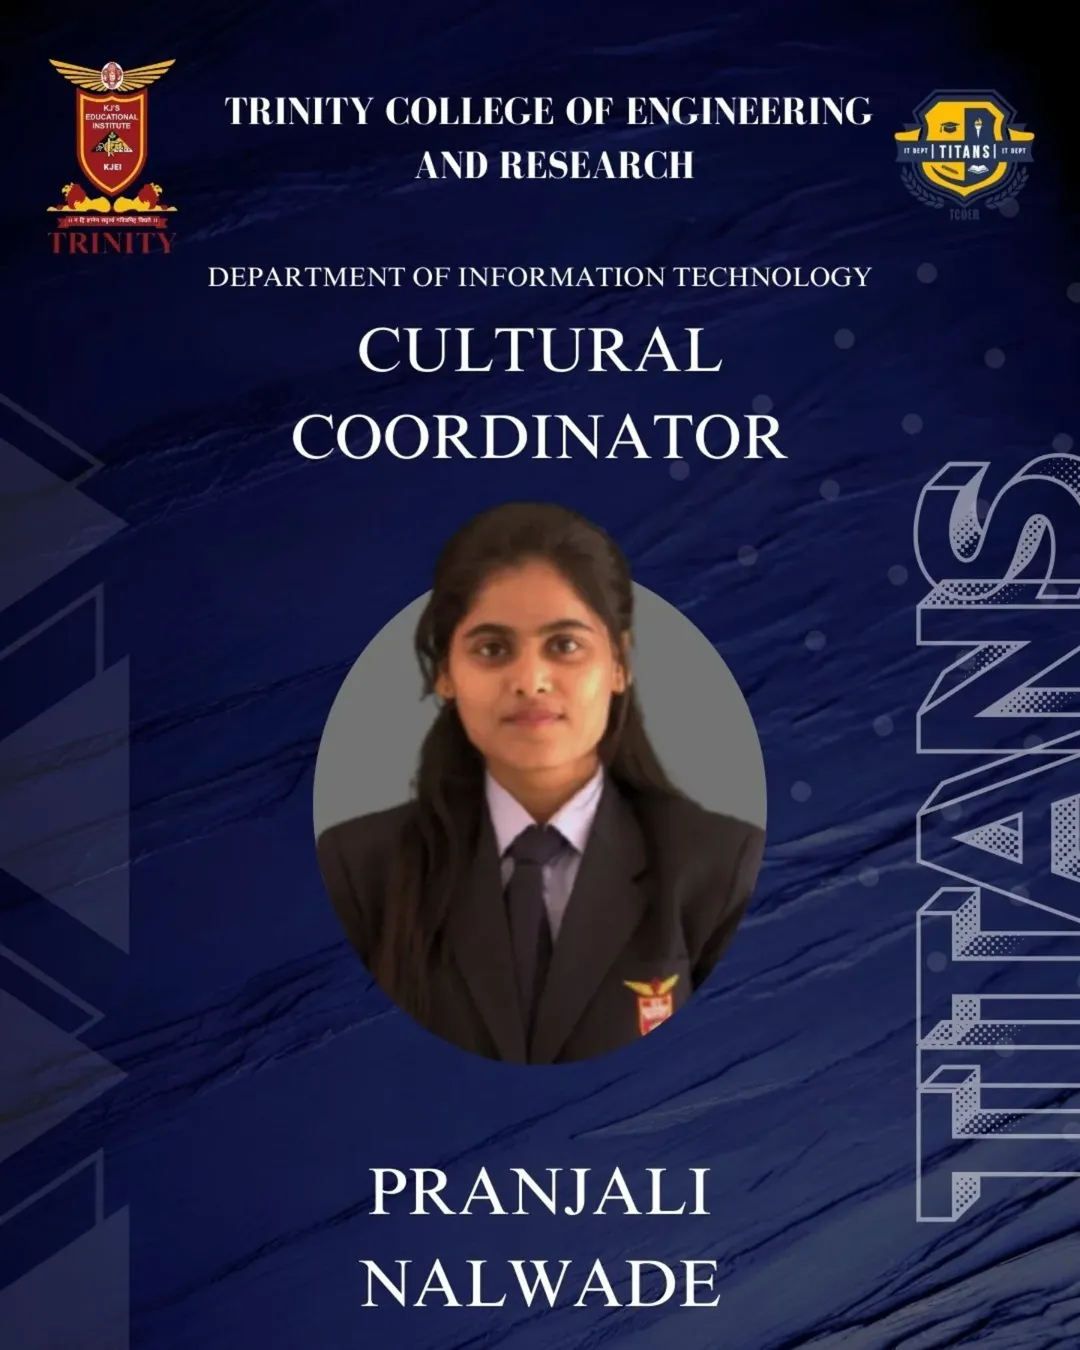 KJ'S
EDUCATIONAL
INSTITUTE
KJEI
TRINITY
TRINITY COLLEGE OF ENGINEERING
AND RESEARCH
IT DEPT TITANS IT DEPT
TCOER
DEPARTMENT OF INFORMATION TECHNOLOGY
CULTURAL
COORDINATOR
TITANS
PRANJALI
NALWADE